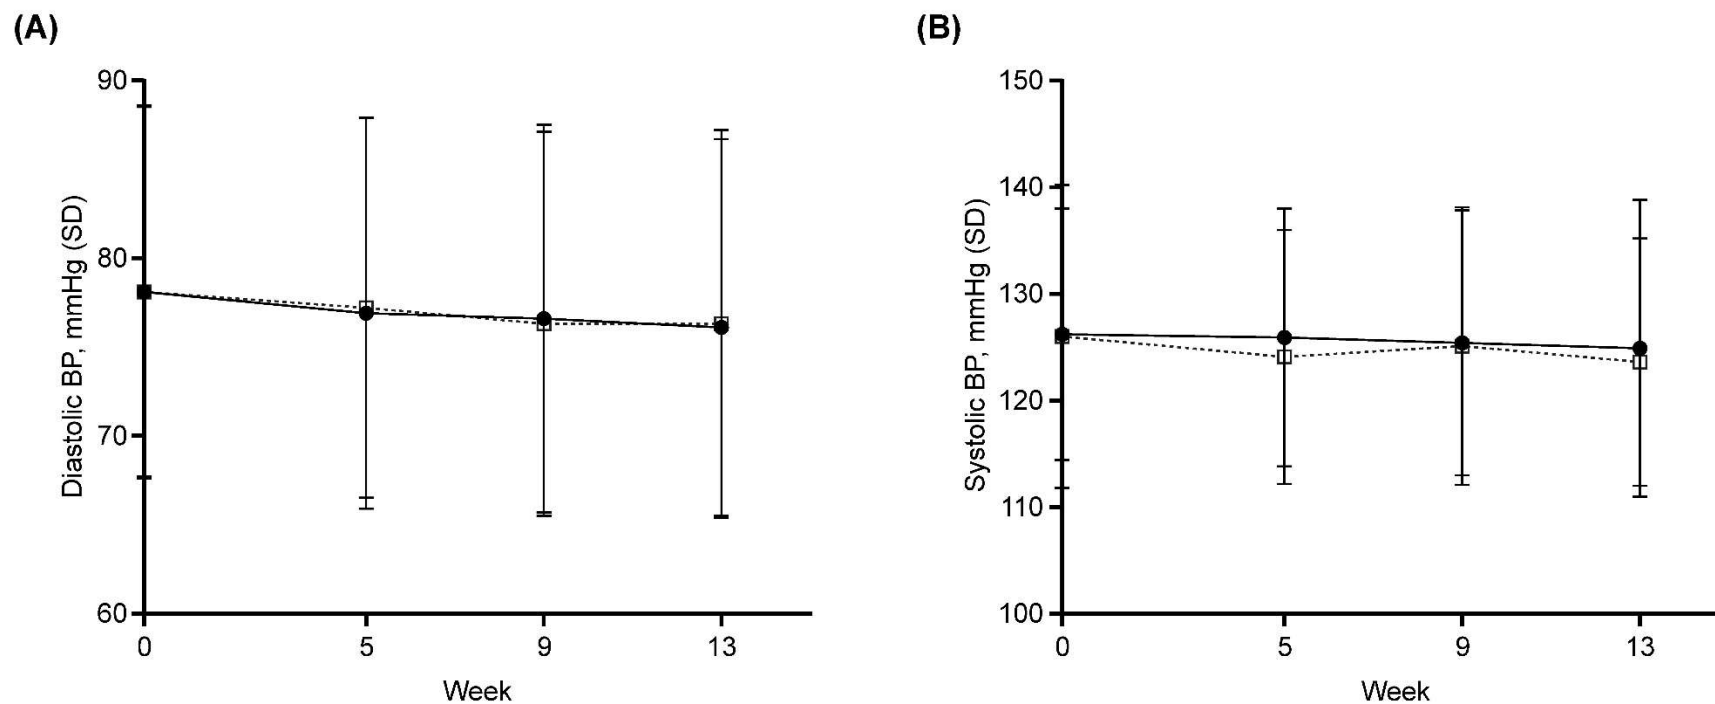 (A)
90
80
70
60
Diastolic BP, mmHg (SD)
0 5 9 13
Week
(B)
150
140
130
120
110
100
Systolic BP, mmHg (SD)
0 5 9 13
Week